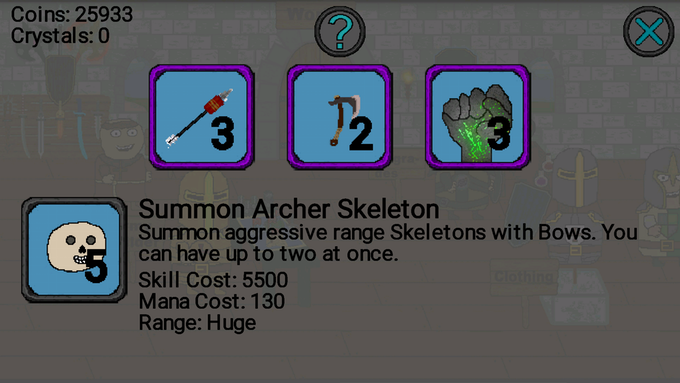 Coins: 25933
Crystals: 0
?
3
2
3
5
Summon Archer Skeleton
Summon aggressive range Skeletons with Bows. You
can have up to two at once.
Skill Cost: 5500
Mana Cost: 130
Range: Huge
Clothing